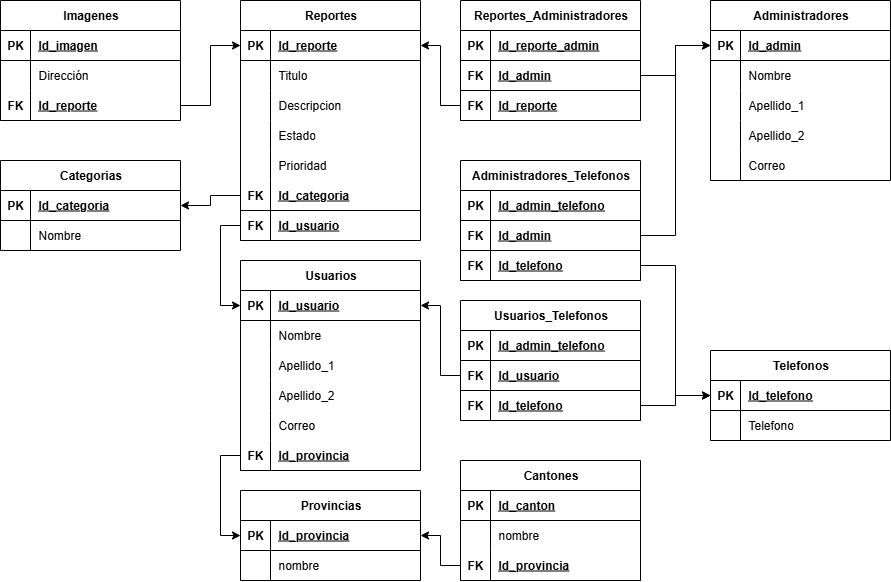 Imagenes
PK Id_imagen
Dirección
FK Id_reporte
Categorias
PK Id_categoria
Nombre
Reportes
PK Id_reporte
Titulo
Descripcion
Estado
Prioridad
FK Id_categoria
FK Id_usuario
Usuarios
PK Id_usuario
Nombre
Apellido_1
Apellido_2
Correo
FK Id_provincia
Provincias
PK Id_provincia
nombre
Reportes_Administradores
PK Id_reporte_admin
FK Id_admin
FK Id_reporte
Administradores_Telefonos
PK Id_admin_telefono
FK Id_admin
FK Id_telefono
Usuarios_Telefonos
PK Id_admin_telefono
FK Id_usuario
FK Id_telefono
Cantones
PK Id_canton
nombre
FK Id_provincia
Administradores
PK Id_admin
Nombre
Apellido_1
Apellido_2
Correo
Telefonos
PK Id_telefono
Telefono